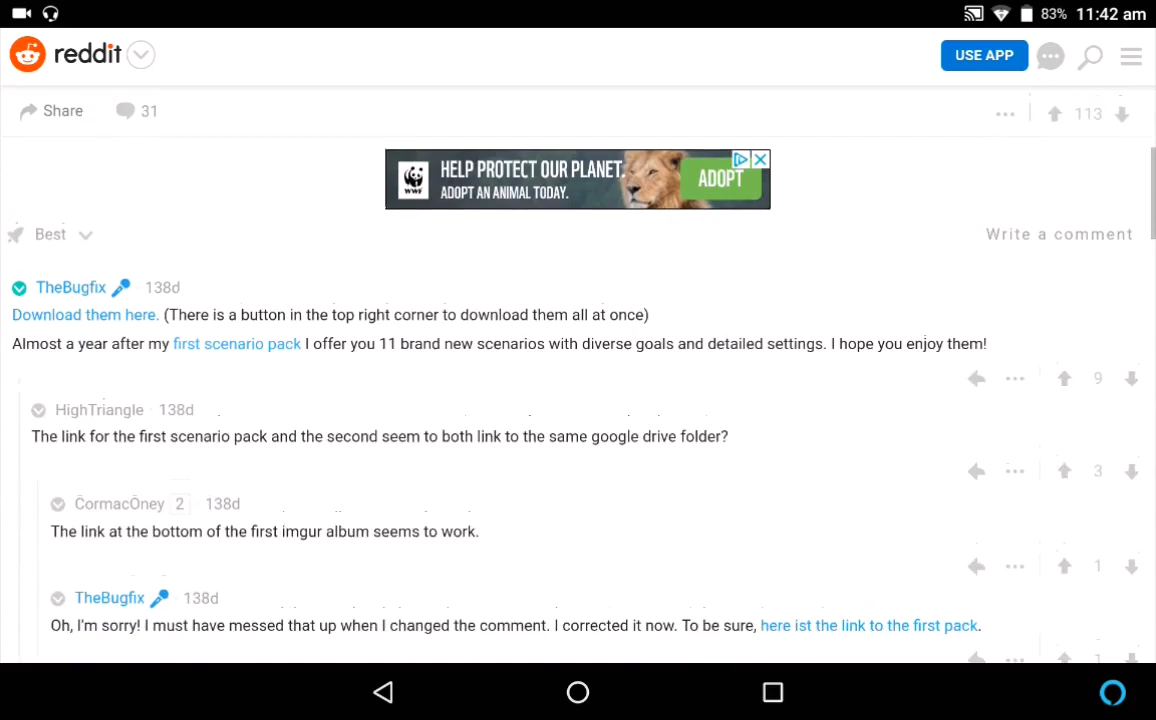 83% 11:42 am
reddit USE APP
Share 31 113
WWF HELP PROTECT OUR PLANET. ADOPT
ADOPT AN ANIMAL TODAY.
Best Write a comment
TheBugfix 138d
Download them here. (There is a button in the top right corner to download them all at once)
Almost a year after my first scenario pack I offer you 11 brand new scenarios with diverse goals and detailed settings. I hope you enjoy them!
9
HighTriangle · 138d
The link for the first scenario pack and the second seem to both link to the same google drive folder?
3
CormacOney 2 · 138d
The link at the bottom of the first imgur album seems to work.
1
TheBugfix · 138d
Oh, I'm sorry! I must have messed that up when I changed the comment. I corrected it now. To be sure, here ist the link to the first pack.
1